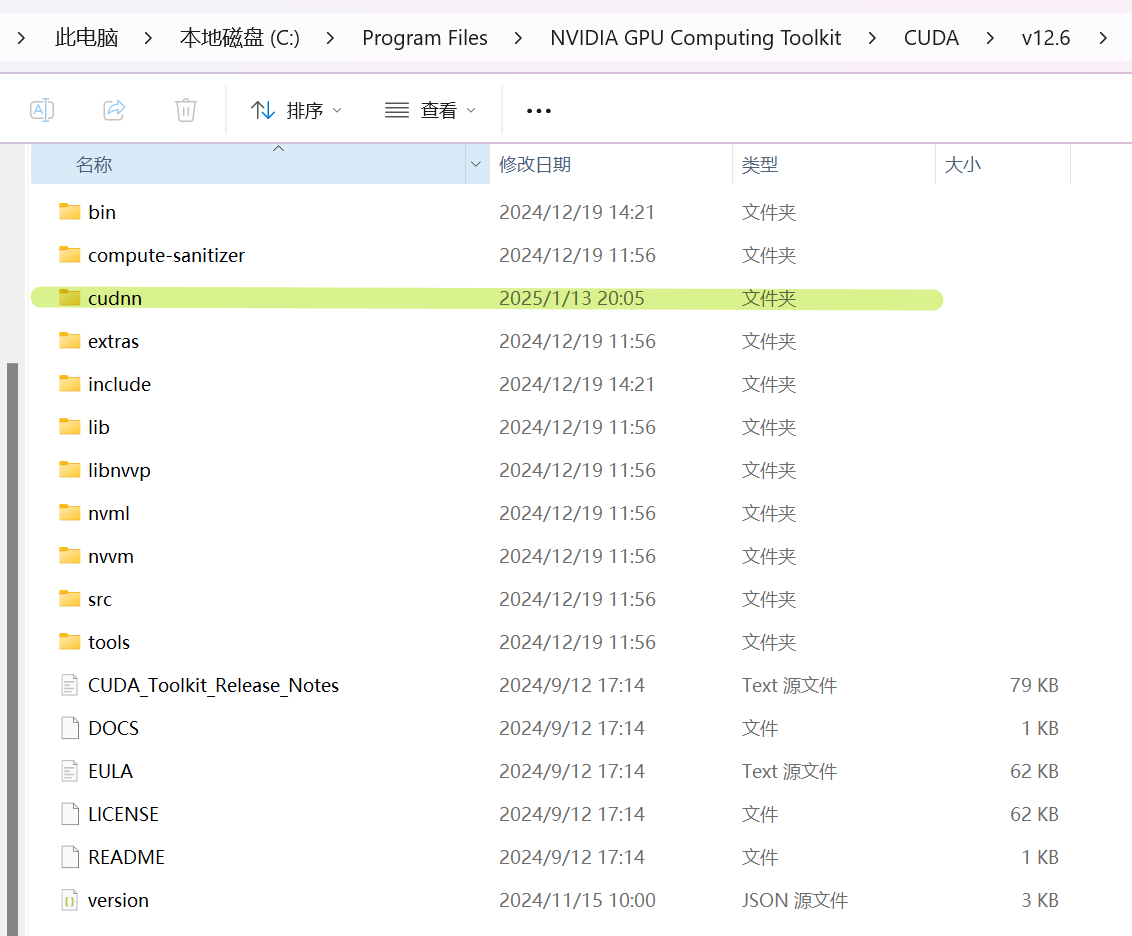 此电脑 > 本地磁盘 (C:) > Program Files > NVIDIA GPU Computing Toolkit > CUDA > v12.6 >
排序 查看 ...
名称 修改日期 类型 大小
bin 2024/12/19 14:21 文件夹
compute-sanitizer 2024/12/19 11:56 文件夹
cudnn 2025/1/13 20:05 文件夹
extras 2024/12/19 11:56 文件夹
include 2024/12/19 14:21 文件夹
lib 2024/12/19 11:56 文件夹
libnvvp 2024/12/19 11:56 文件夹
nvml 2024/12/19 11:56 文件夹
nvvm 2024/12/19 11:56 文件夹
src 2024/12/19 11:56 文件夹
tools 2024/12/19 11:56 文件夹
CUDA_Toolkit_Release_Notes 2024/9/12 17:14 Text 源文件 79 KB
DOCS 2024/9/12 17:14 文件 1 KB
EULA 2024/9/12 17:14 Text 源文件 62 KB
LICENSE 2024/9/12 17:14 文件 62 KB
README 2024/9/12 17:14 文件 1 KB
version 2024/11/15 10:00 JSON 源文件 3 KB